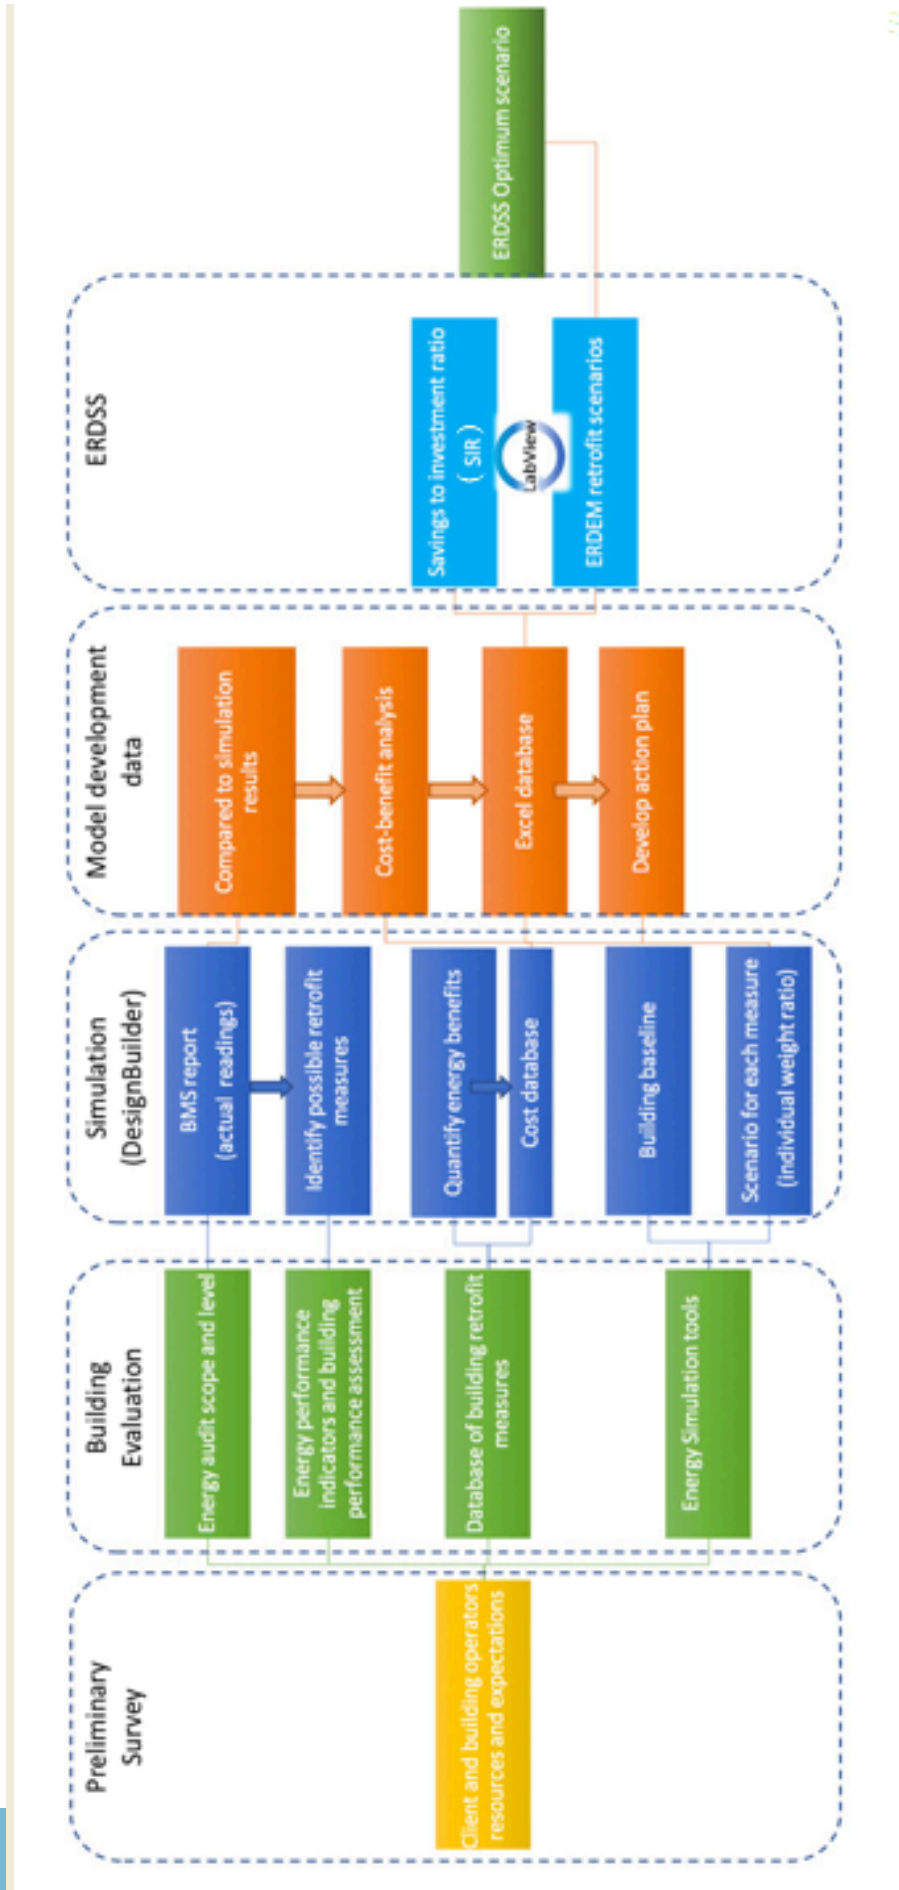 Preliminary
Survey
Client and building operators
resources and expectations
Building
Evaluation
Energy audit scope and level
Energy performance
indicators and building
performance assessment
Database of building retrofit
measures
Energy Simulation tools
Simulation
(DesignBuilder)
BMS report
(actual readings)
Identify possible retrofit
measures
Quantify energy benefits
Cost database
Building baseline
Scenario for each measure
(individual weight ratio)
Model development
data
Compared to simulation
results
Cost-benefit analysis
Excel database
Develop action plan
ERDSS
Savings to investment ratio
( SIR )
LabView
ERDEM retrofit scenarios
ERDSS Optimum scenario